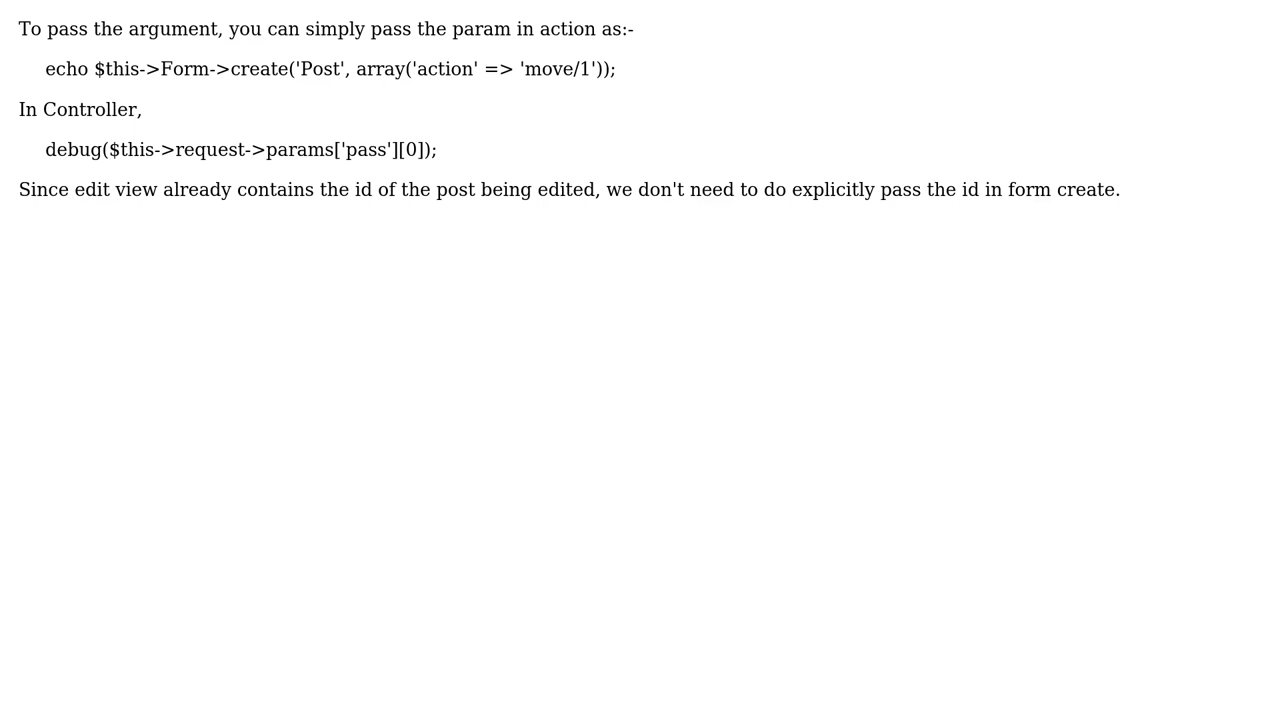 To pass the argument, you can simply pass the param in action as:-
echo $this->Form->create('Post', array('action' => 'move/1'));
In Controller,
debug($this->request->params['pass'][0]);
Since edit view already contains the id of the post being edited, we don't need to do explicitly pass the id in form create.